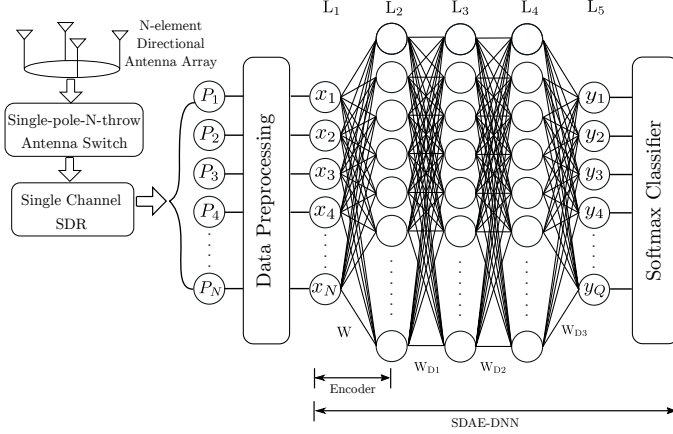 N-element
Directional
Antenna Array
Single-pole-N-throw
Antenna Switch
Single Channel
SDR
P1
P2
P3
P4
PN
Data Preprocessing
L1 L2 L3 L4 L5
x1
x2
x3
x4
xN
W
WD1
WD2
WD3
y1
y2
y3
y4
yQ
Softmax Classifier
Encoder
SDAE-DNN